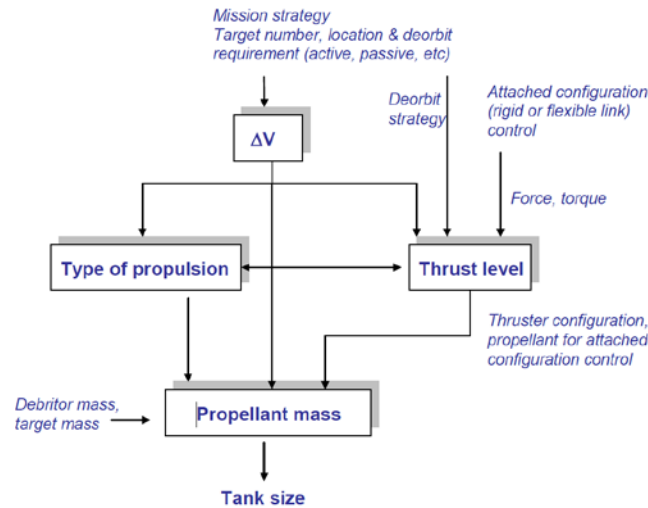 Mission strategy
Target number, location & deorbit
requirement (active, passive, etc)
Attached configuration
(rigid or flexible link)
control
Deorbit
strategy
ΔV
Force, torque
Type of propulsion
Thrust level
Thruster configuration,
propellant for attached
configuration control
Debritor mass,
target mass
Propellant mass
Tank size